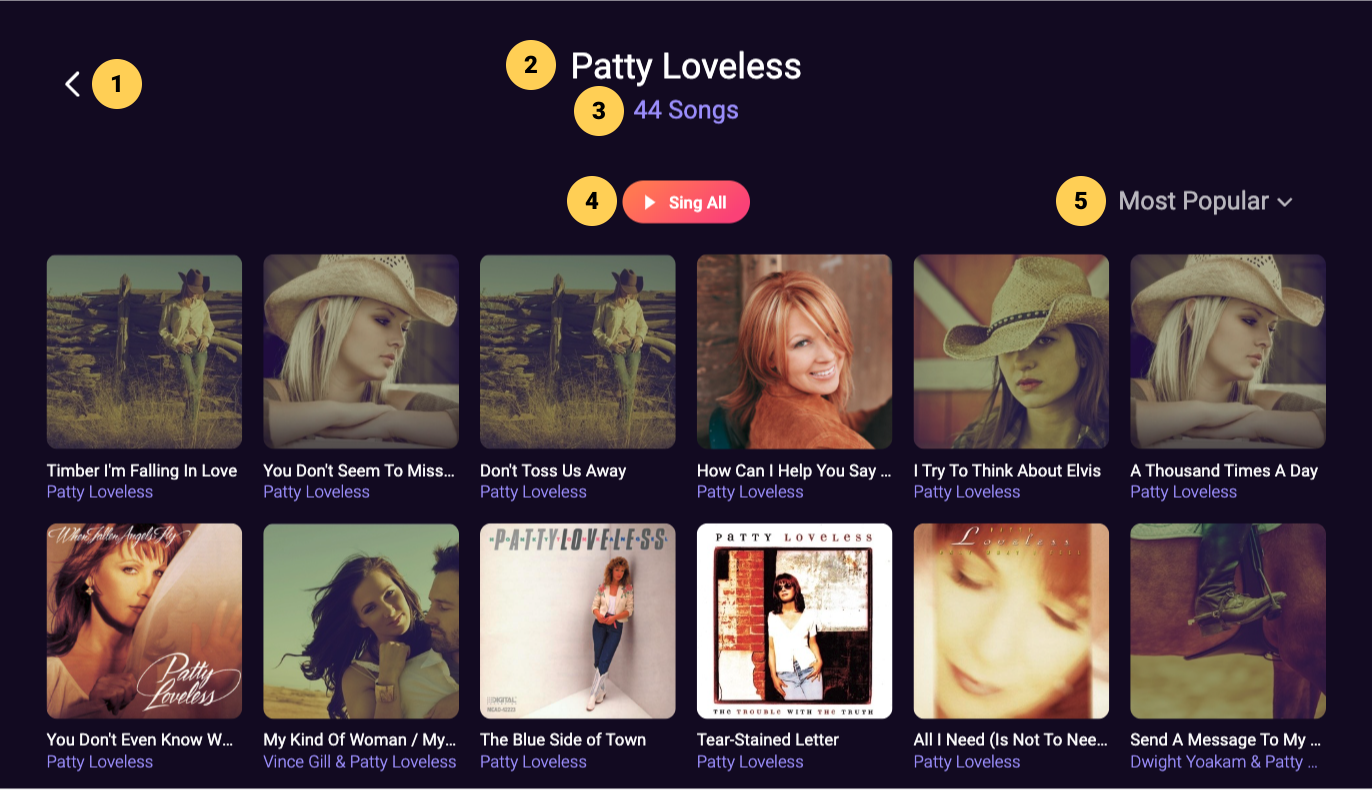 1
2 Patty Loveless
3 44 Songs
4 Sing All
5 Most Popular
Timber I'm Falling In Love
Patty Loveless
You Don't Seem To Miss...
Patty Loveless
Don't Toss Us Away
Patty Loveless
How Can I Help You Say ...
Patty Loveless
I Try To Think About Elvis
Patty Loveless
A Thousand Times A Day
Patty Loveless
When Fallen Angels Fly
Patty
Loveless
You Don't Even Know W...
Patty Loveless
My Kind Of Woman / My...
Vince Gill & Patty Loveless
PATTY LOVELESS
DIGITAL
The Blue Side of Town
Patty Loveless
PATTY LOVELESS
THE TROUBLE WITH THE TRUTH
Tear-Stained Letter
Patty Loveless
PATTY
Loveless
All I Need (Is Not To Nee...
Patty Loveless
Send A Message To My ...
Dwight Yoakam & Patty ...